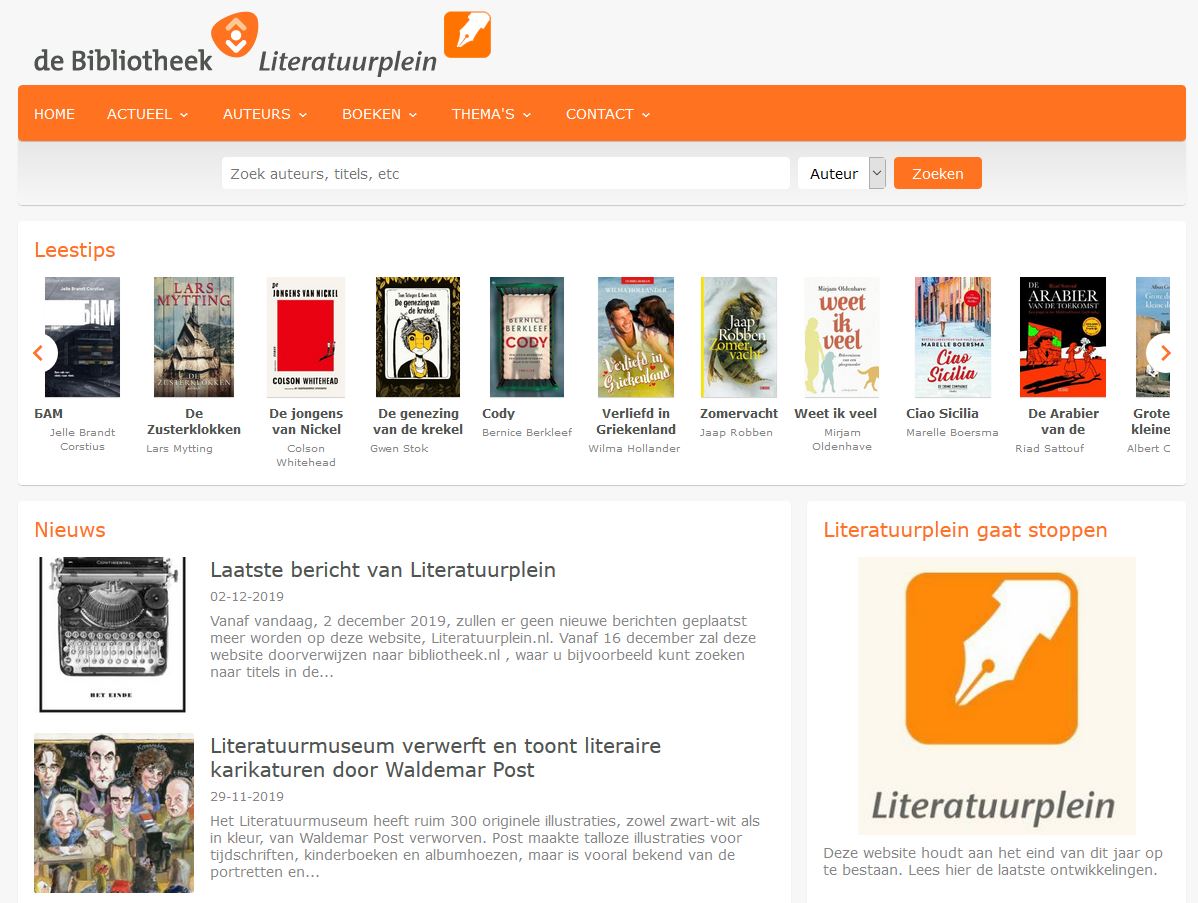 de Bibliotheek Literatuurplein
HOME ACTUEEL AUTEURS BOEKEN THEMA'S CONTACT
Zoek auteurs, titels, etc Auteur Zoeken
Leestips
Jelle Brandt Corstius
БАМ
LARS
MYTTING
DE
ZUSTERKLOKKEN
De
JONGENS VAN NICKEL
COLSON WHITEHEAD
Toon Tellegen & Gwen Stok
De genezing van
de krekel
BERNICE
BERKLEEF
CODY
WILMA HOLLANDER
Verliefd in
Griekenland
Jaap
Robben
Zomer
vacht
Mirjam Oldenhave
weet
ik
veel
MARELLE BOERSMA
Ciao
Sicilia
Riad Sattouf
DE
ARABIER
VAN DE TOEKOMST
БАМ
Jelle Brandt
Corstius
De
Zusterklokken
Lars Mytting
De jongens
van Nickel
Colson
Whitehead
De genezing
van de krekel
Gwen Stok
Cody
Bernice Berkleef
Verliefd in
Griekenland
Wilma Hollander
Zomervacht
Jaap Robben
Weet ik veel
Mirjam
Oldenhave
Ciao Sicilia
Marelle Boersma
De Arabier
van de
Riad Sattouf
Grote
kleine
Albert C
Nieuws
CONTINENTAL
HET EINDE
Laatste bericht van Literatuurplein
02-12-2019
Vanaf vandaag, 2 december 2019, zullen er geen nieuwe berichten geplaatst
meer worden op deze website, Literatuurplein.nl. Vanaf 16 december zal deze
website doorverwijzen naar bibliotheek.nl , waar u bijvoorbeeld kunt zoeken
naar titels in de...
Literatuurmuseum verwerft en toont literaire
karikaturen door Waldemar Post
29-11-2019
Het Literatuurmuseum heeft ruim 300 originele illustraties, zowel zwart-wit als
in kleur, van Waldemar Post verworven. Post maakte talloze illustraties voor
tijdschriften, kinderboeken en albumhoezen, maar is vooral bekend van de
portretten en...
Literatuurplein gaat stoppen
Literatuurplein
Deze website houdt aan het eind van dit jaar op
te bestaan. Lees hier de laatste ontwikkelingen.